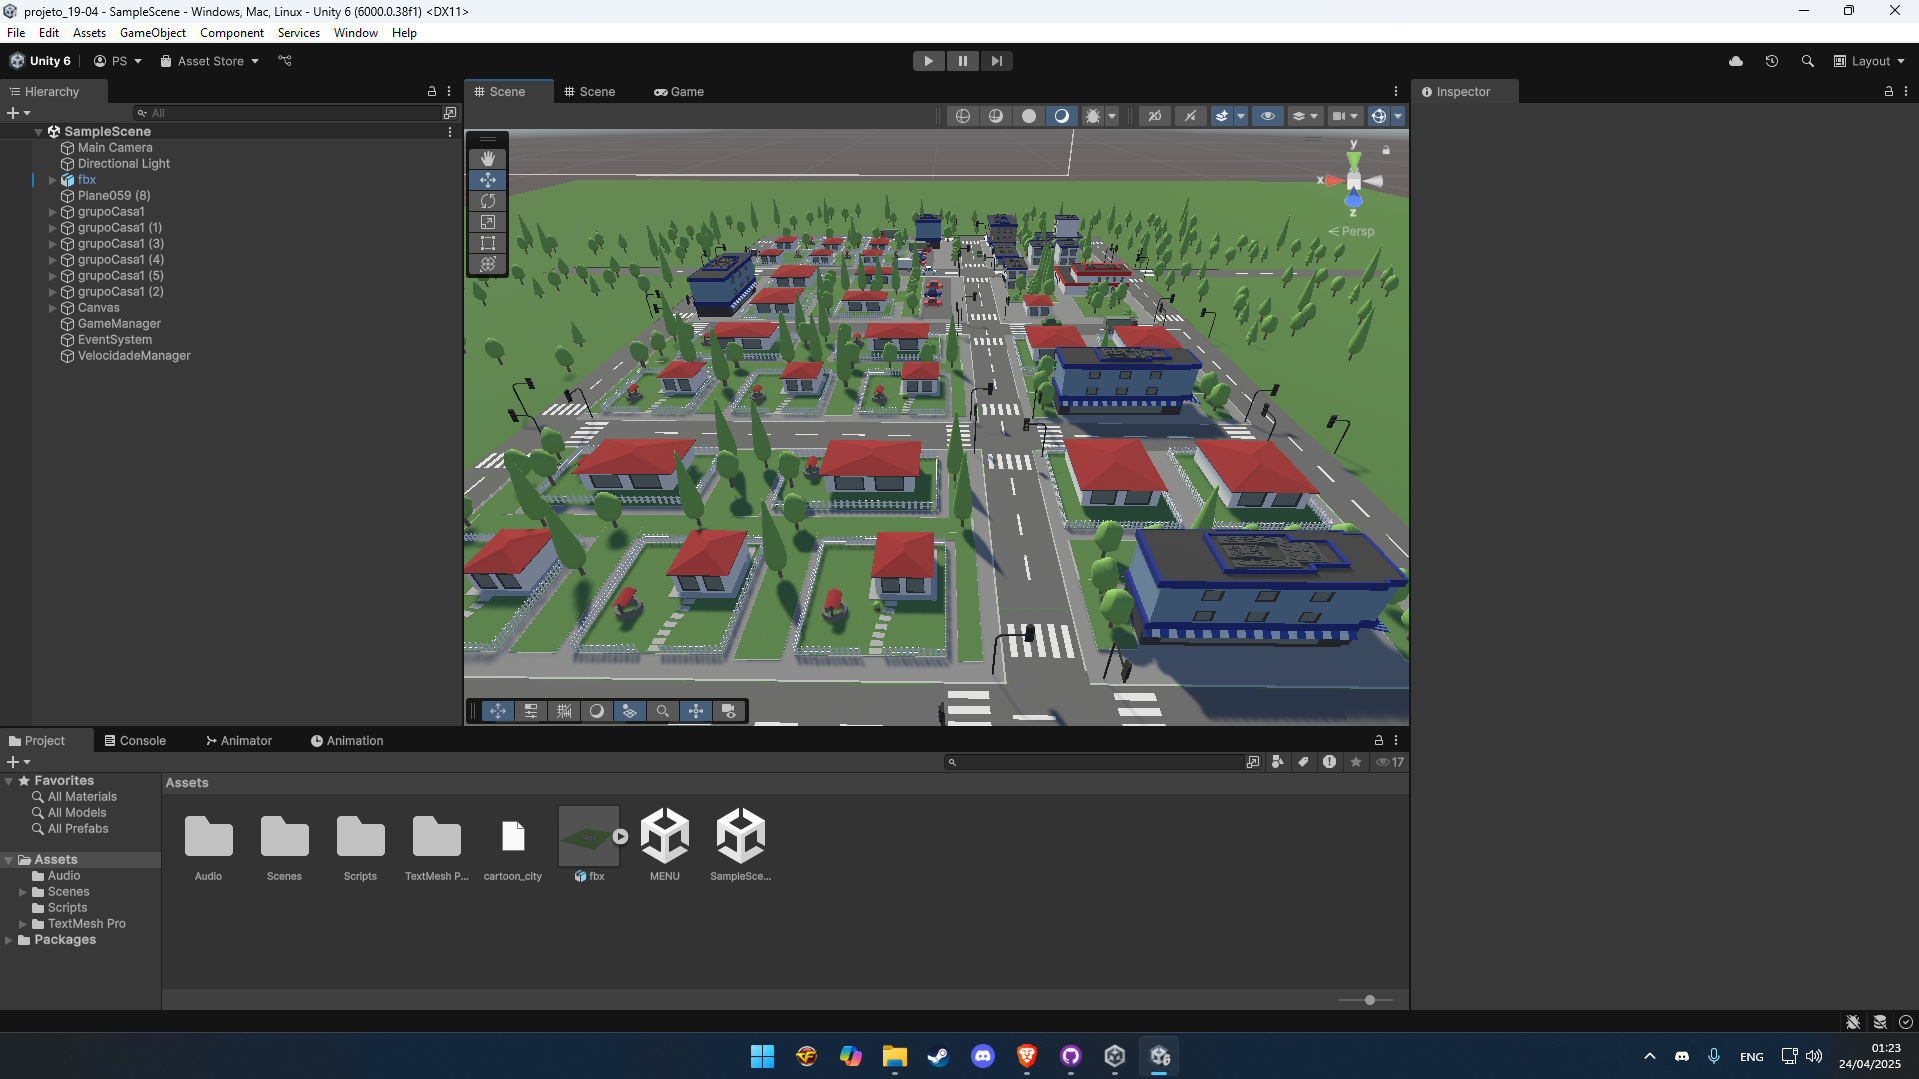 projeto_19-04 - SampleScene - Windows, Mac, Linux - Unity 6 (6000.0.38f1) <DX11>
File Edit Assets GameObject Component Services Window Help
Unity 6 PS Asset Store Layout
Hierarchy
All
SampleScene
Main Camera
Directional Light
fbx
Plane059 (8)
grupoCasa1
grupoCasa1 (1)
grupoCasa1 (3)
grupoCasa1 (4)
grupoCasa1 (5)
grupoCasa1 (2)
Canvas
GameManager
EventSystem
VelocidadeManager
Scene Scene Game
2D
y
x
z
Persp
Inspector
Project Console Animator Animation
17
Favorites
All Materials
All Models
All Prefabs
Assets
Audio
Scenes
Scripts
TextMesh Pro
Packages
Assets
Audio Scenes Scripts TextMesh P... cartoon_city fbx MENU SampleSce...
ENG
01:23
24/04/2025